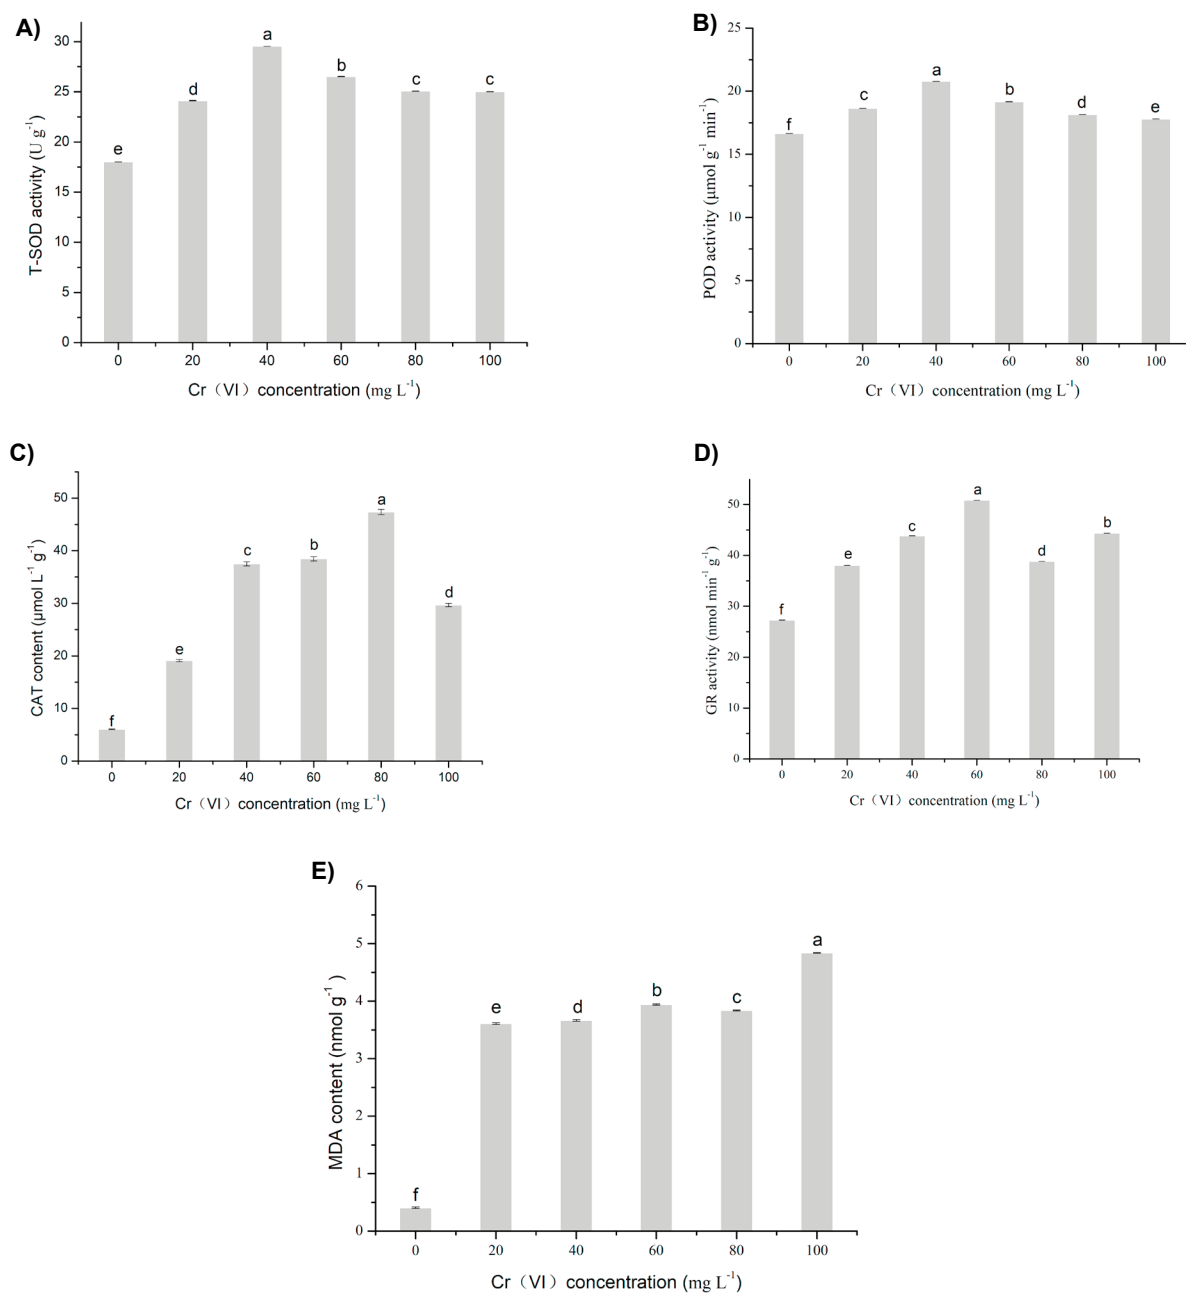 A)
T-SOD activity (U g⁻¹)
30
25
20
15
10
5
0
e
d
a
b
c
c
0 20 40 60 80 100
Cr（VI）concentration (mg L⁻¹)
B)
POD activity (μmol g⁻¹ min⁻¹)
25
20
15
10
5
0
f
c
a
b
d
e
0 20 40 60 80 100
Cr（VI）concentration (mg L⁻¹)
C)
CAT content (μmol L⁻¹ g⁻¹)
50
40
30
20
10
0
f
e
c
b
a
d
0 20 40 60 80 100
Cr（VI）concentration (mg L⁻¹)
D)
GR activity (nmol min⁻¹ g⁻¹)
50
40
30
20
10
0
f
e
c
a
d
b
0 20 40 60 80 100
Cr（VI）concentration (mg L⁻¹)
E)
MDA content (nmol g⁻¹ )
6
5
4
3
2
1
0
f
e
d
b
c
a
0 20 40 60 80 100
Cr（VI）concentration (mg L⁻¹)